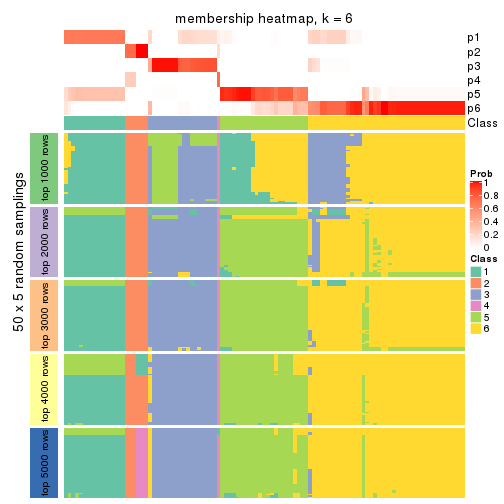 membership heatmap, k = 6
p1
p2
p3
p4
p5
p6
Class
50 x 5 random samplings
top 1000 rows
top 2000 rows
top 3000 rows
top 4000 rows
top 5000 rows
Prob
1
0.8
0.6
0.4
0.2
0
Class
1
2
3
4
5
6